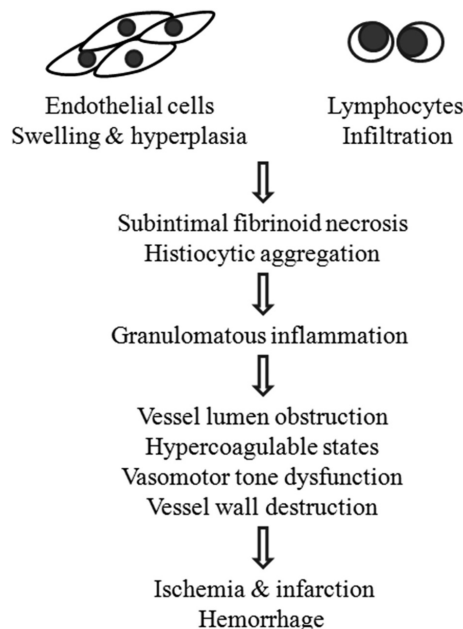 Endothelial cells
Swelling & hyperplasia
Lymphocytes
Infiltration
Subintimal fibrinoid necrosis
Histiocytic aggregation
Granulomatous inflammation
Vessel lumen obstruction
Hypercoagulable states
Vasomotor tone dysfunction
Vessel wall destruction
Ischemia & infarction
Hemorrhage